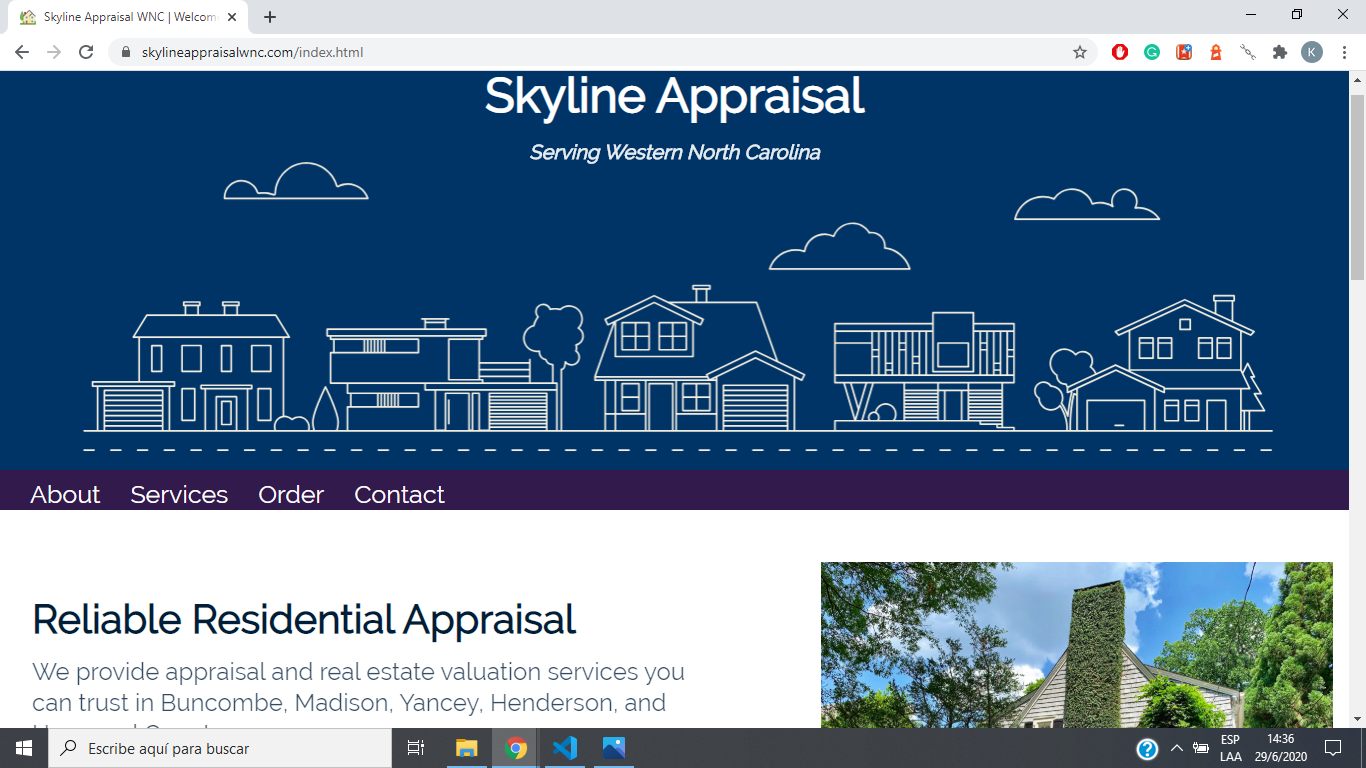 Skyline Appraisal WNC | Welcom
skylineappraisalwnc.com/index.html
K
Skyline Appraisal
Serving Western North Carolina
About Services Order Contact
Reliable Residential Appraisal
We provide appraisal and real estate valuation services you
can trust in Buncombe, Madison, Yancey, Henderson, and
Escribe aquí para buscar
ESP
LAA
14:36
29/6/2020